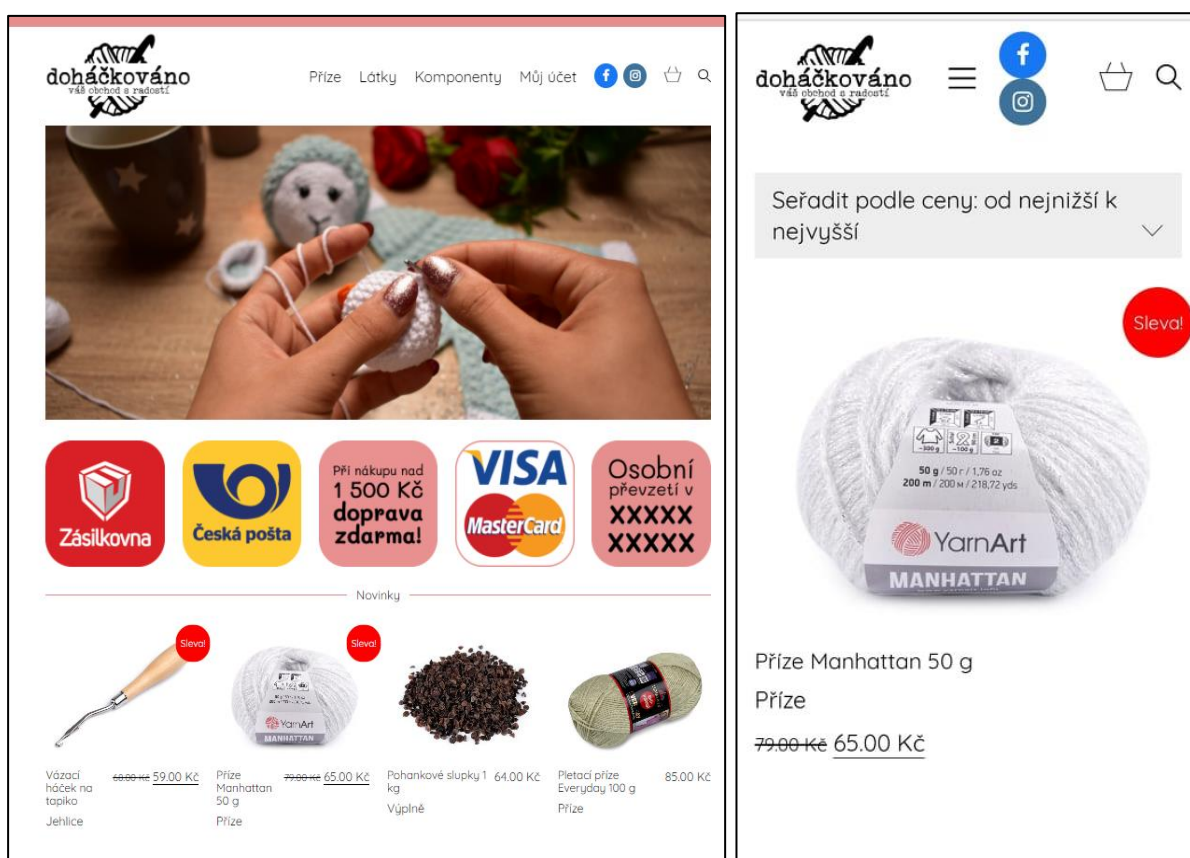 doháčkováno
váš obchod s radostí
Příze Látky Komponenty Můj účet
Zásilkovna
Česká pošta
Při nákupu nad
1 500 Kč
doprava
zdarma!
VISA
MasterCard
Osobní
převzetí v
XXXXX
XXXXX
Novinky
Sleva!
Vázací
háček na
tapiko
68.00 Kč 59.00 Kč
Jehlice
Sleva!
YarnArt
MANHATTAN
Příze
Manhattan
50 g
79.00 Kč 65.00 Kč
Příze
Pohankové slupky 1
kg
64.00 Kč
Výplně
Pletací příze
Everyday 100 g
85.00 Kč
Příze
doháčkováno
váš obchod s radostí
Seřadit podle ceny: od nejnižší k
nejvyšší
Sleva!
~300 g ~100 g 2
50 g / 50 г / 1,76 oz
200 m / 200 м / 218,72 yds
YarnArt
MANHATTAN
Příze Manhattan 50 g
Příze
79.00 Kč 65.00 Kč